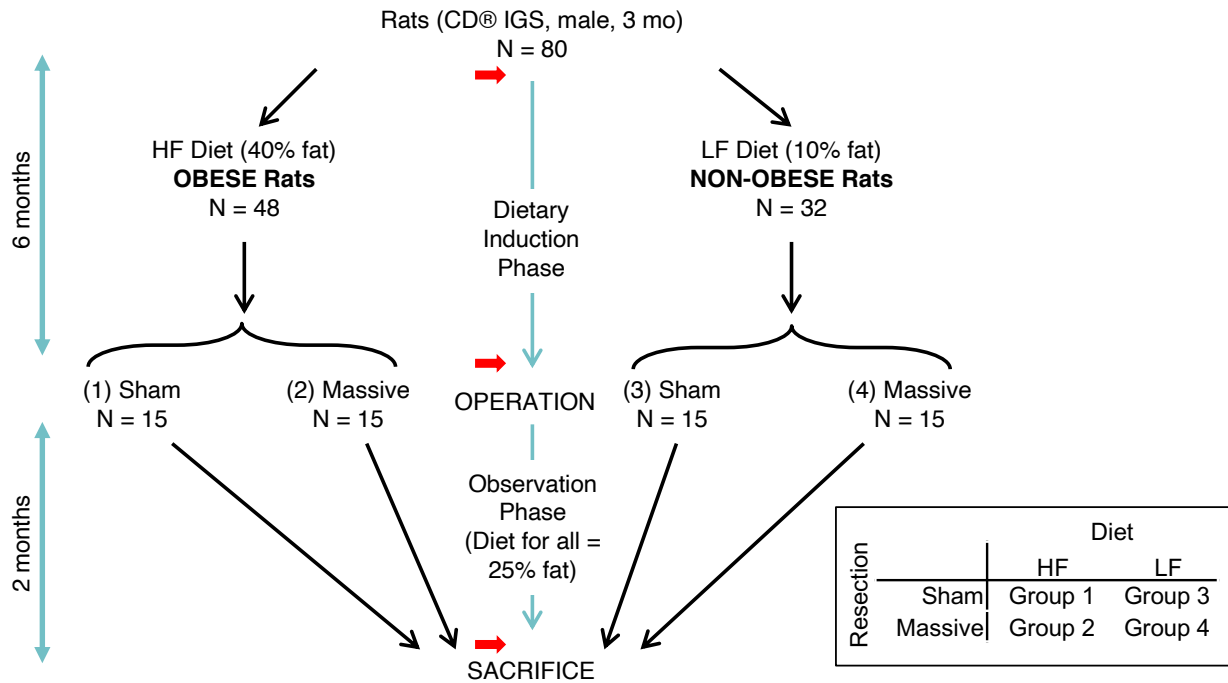 Rats (CD® IGS, male, 3 mo)
N = 80
6 months
HF Diet (40% fat)
OBESE Rats
N = 48
Dietary
Induction
Phase
LF Diet (10% fat)
NON-OBESE Rats
N = 32
(1) Sham
N = 15
(2) Massive
N = 15
OPERATION
(3) Sham
N = 15
(4) Massive
N = 15
2 months
Observation
Phase
(Diet for all =
25% fat)
SACRIFICE
Diet
Resection
HF LF
Sham Group 1 Group 3
Massive Group 2 Group 4